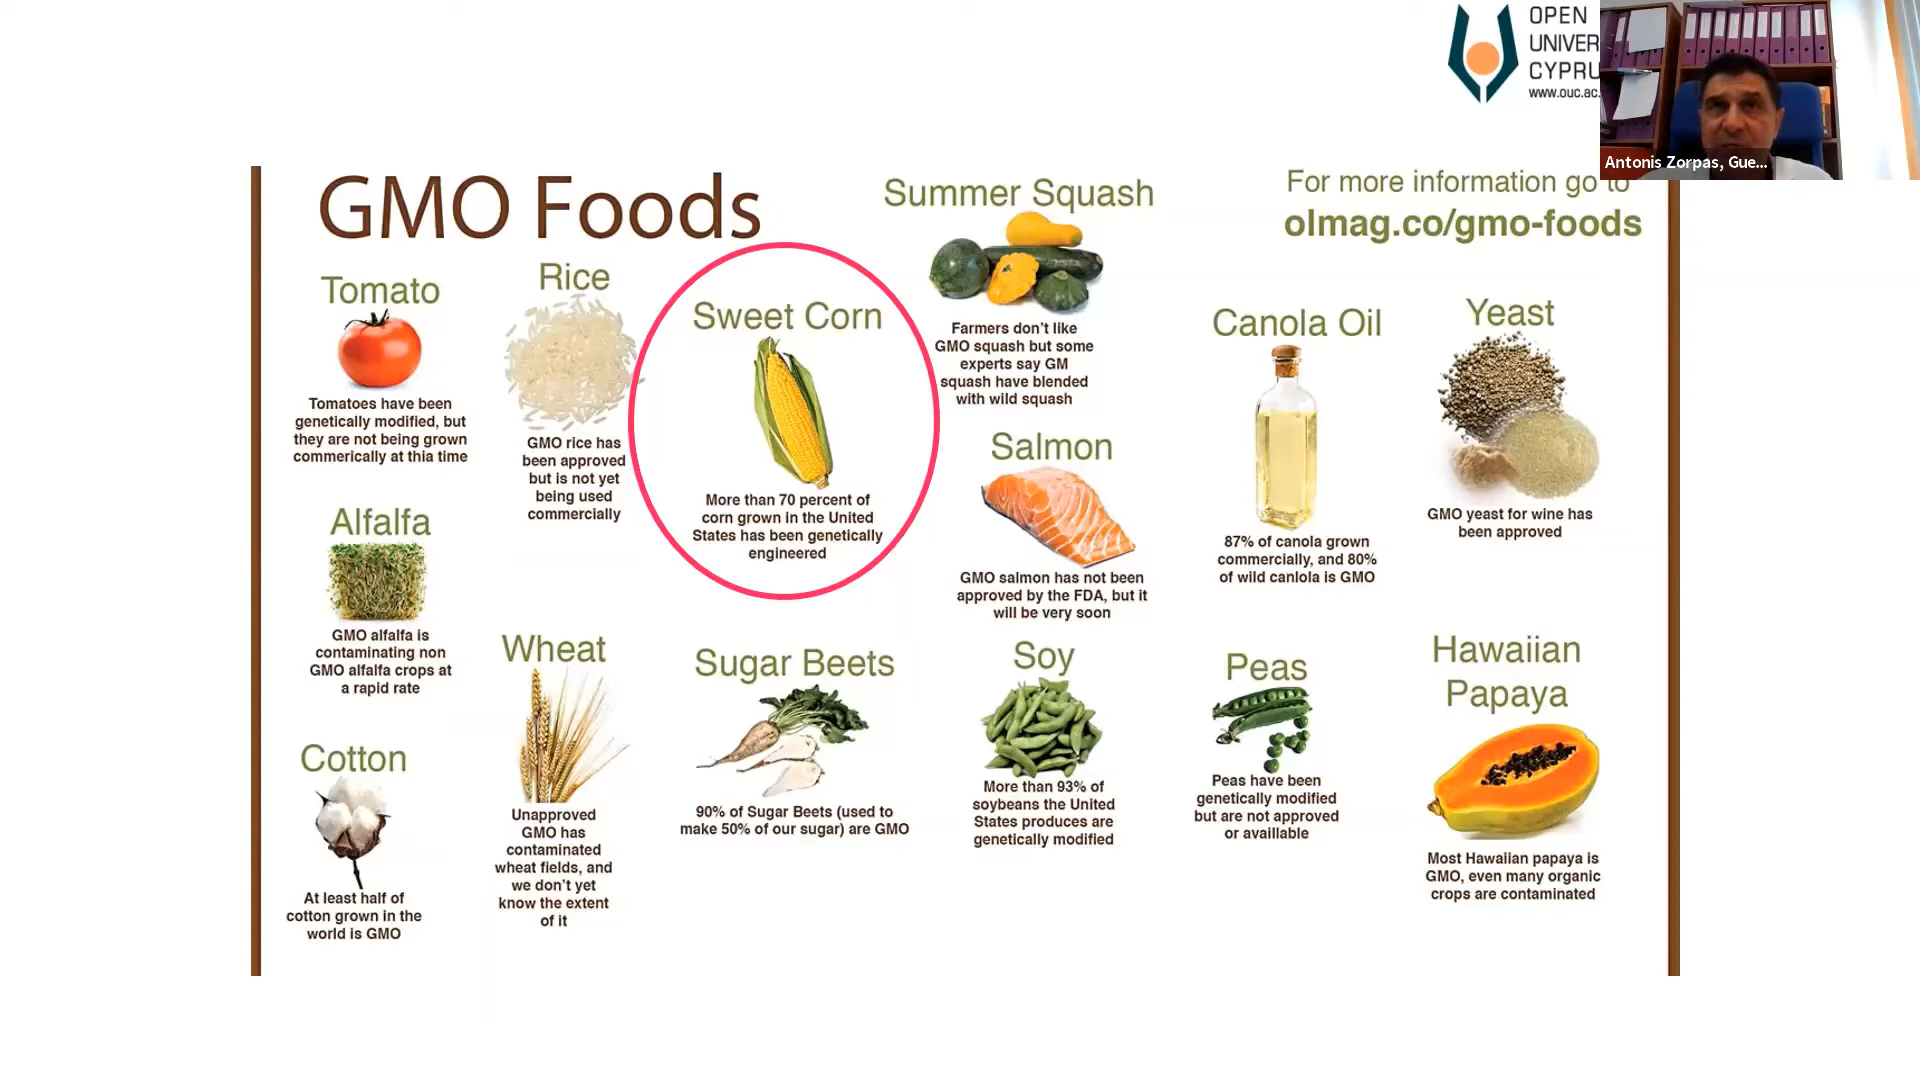 OPEN
UNIVER
CYPRU
www.ouc.ac.
Antonis Zorpas, Gue...
GMO Foods
For more information go to
olmag.co/gmo-foods
Tomato
Tomatoes have been
genetically modified, but
they are not being grown
commerically at thia time
Rice
GMO rice has
been approved
but is not yet
being used
commercially
Sweet Corn
More than 70 percent of
corn grown in the United
States has been genetically
engineered
Summer Squash
Farmers don't like
GMO squash but some
experts say GM
squash have blended
with wild squash
Salmon
GMO salmon has not been
approved by the FDA, but it
will be very soon
Canola Oil
87% of canola grown
commercially, and 80%
of wild canlola is GMO
Yeast
GMO yeast for wine has
been approved
Alfalfa
GMO alfalfa is
contaminating non
GMO alfalfa crops at
a rapid rate
Cotton
At least half of
cotton grown in the
world is GMO
Wheat
Unapproved
GMO has
contaminated
wheat fields, and
we don't yet
know the extent
of it
Sugar Beets
90% of Sugar Beets (used to
make 50% of our sugar) are GMO
Soy
More than 93% of
soybeans the United
States produces are
genetically modified
Peas
Peas have been
genetically modified
but are not approved
or availlable
Hawaiian
Papaya
Most Hawaiian papaya is
GMO, even many organic
crops are contaminated